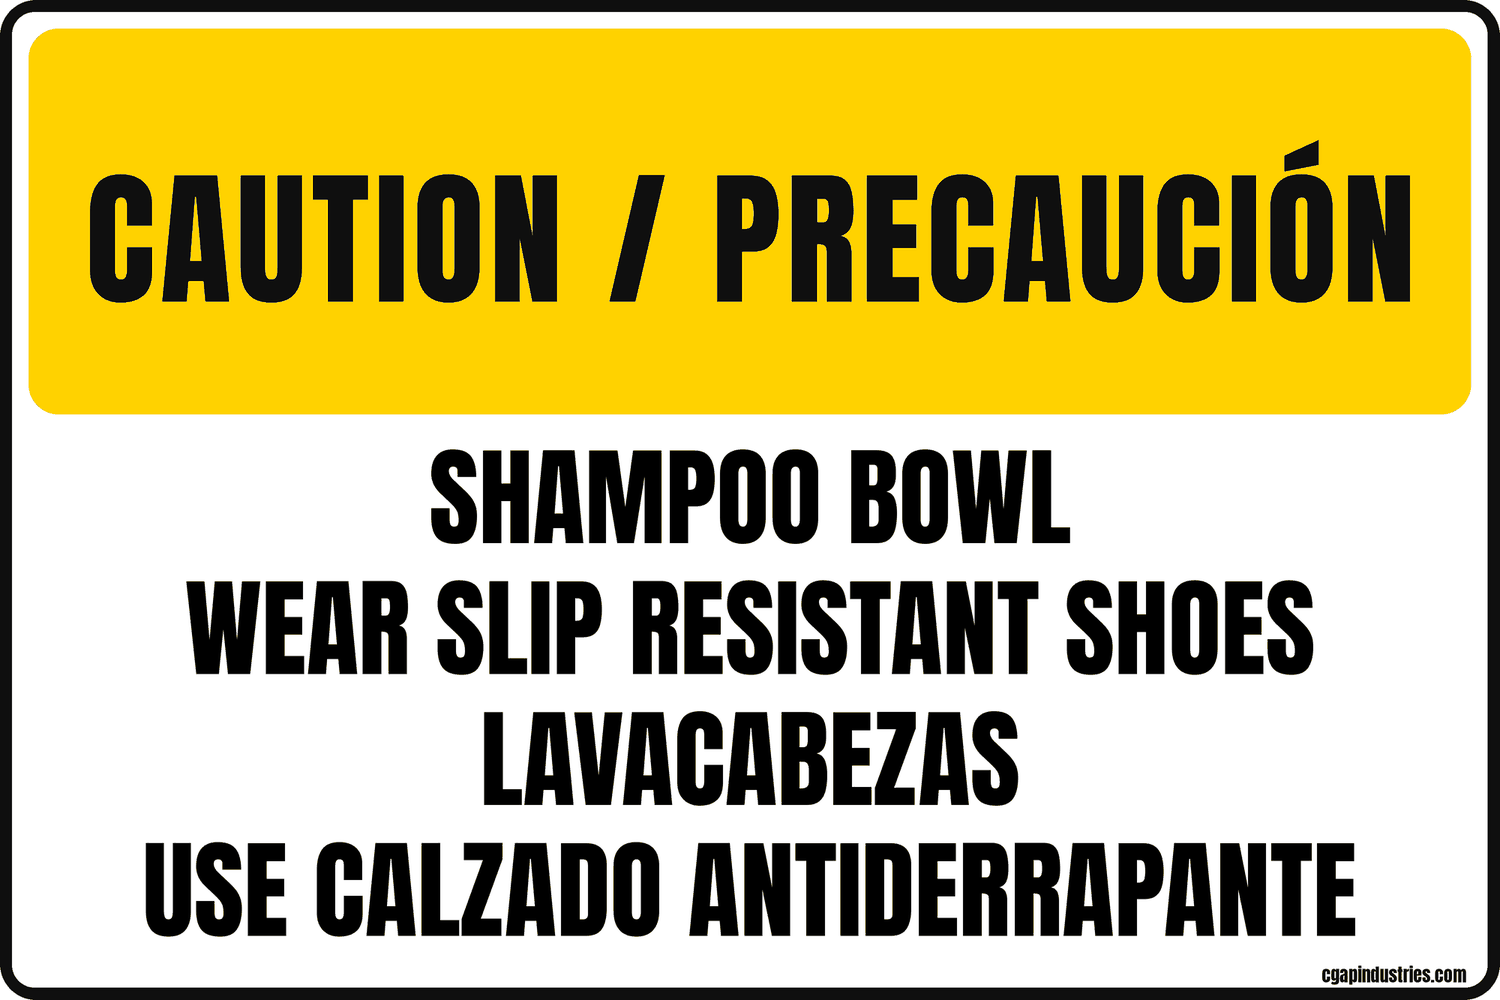 CAUTION / PRECAUCIÓN
SHAMPOO BOWL
WEAR SLIP RESISTANT SHOES
LAVACABEZAS
USE CALZADO ANTIDERRAPANTE
cgapindustries.com